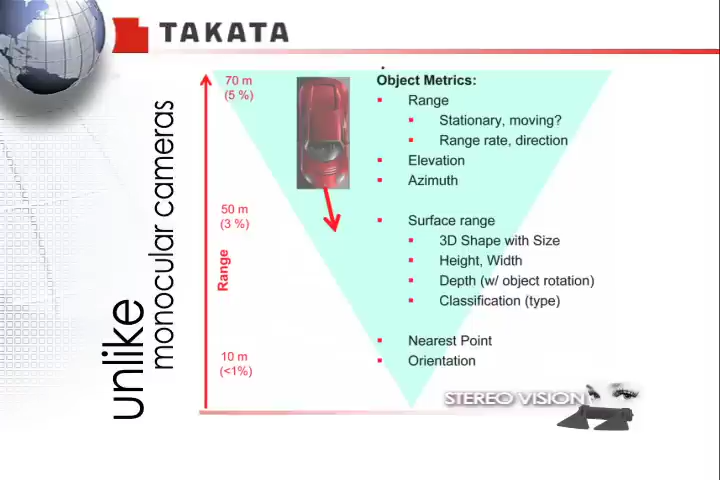 TAKATA
unlike
monocular cameras
Range
70 m
(5 %)
50 m
(3 %)
10 m
(<1%)
Object Metrics:
Range
Stationary, moving?
Range rate, direction
Elevation
Azimuth
Surface range
3D Shape with Size
Height, Width
Depth (w/ object rotation)
Classification (type)
Nearest Point
Orientation
STEREO VISION